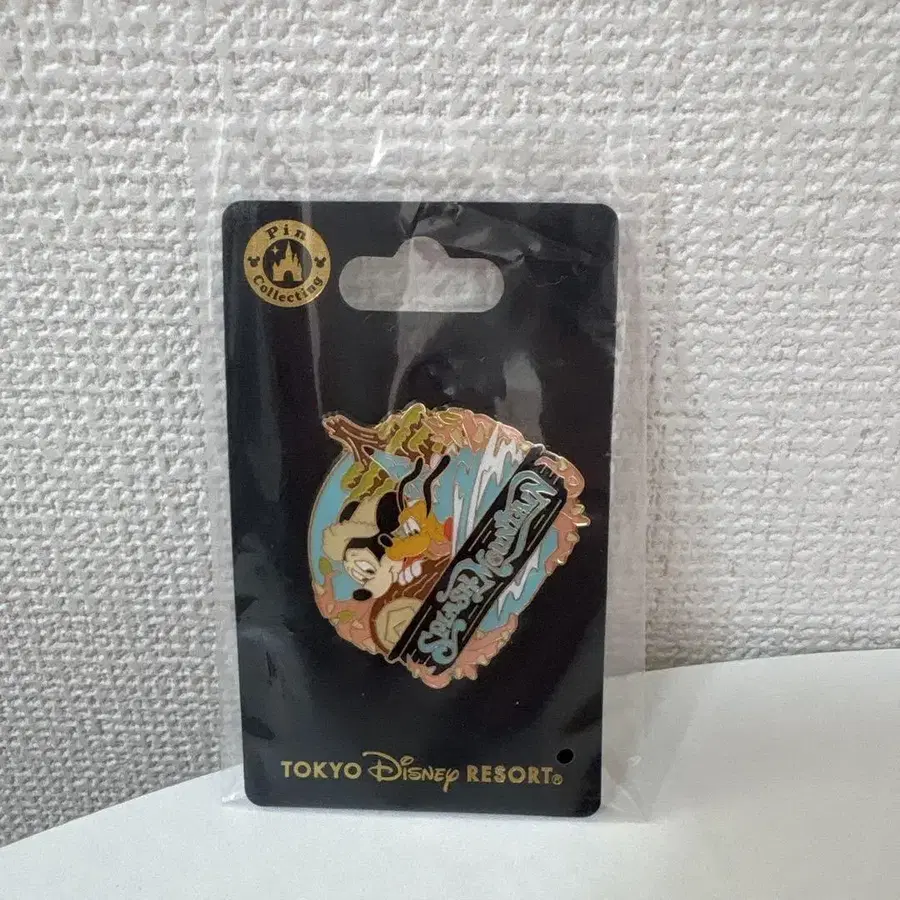 Pin
Collecting
Splash Mountain
TOKYO DISNEY RESORT®